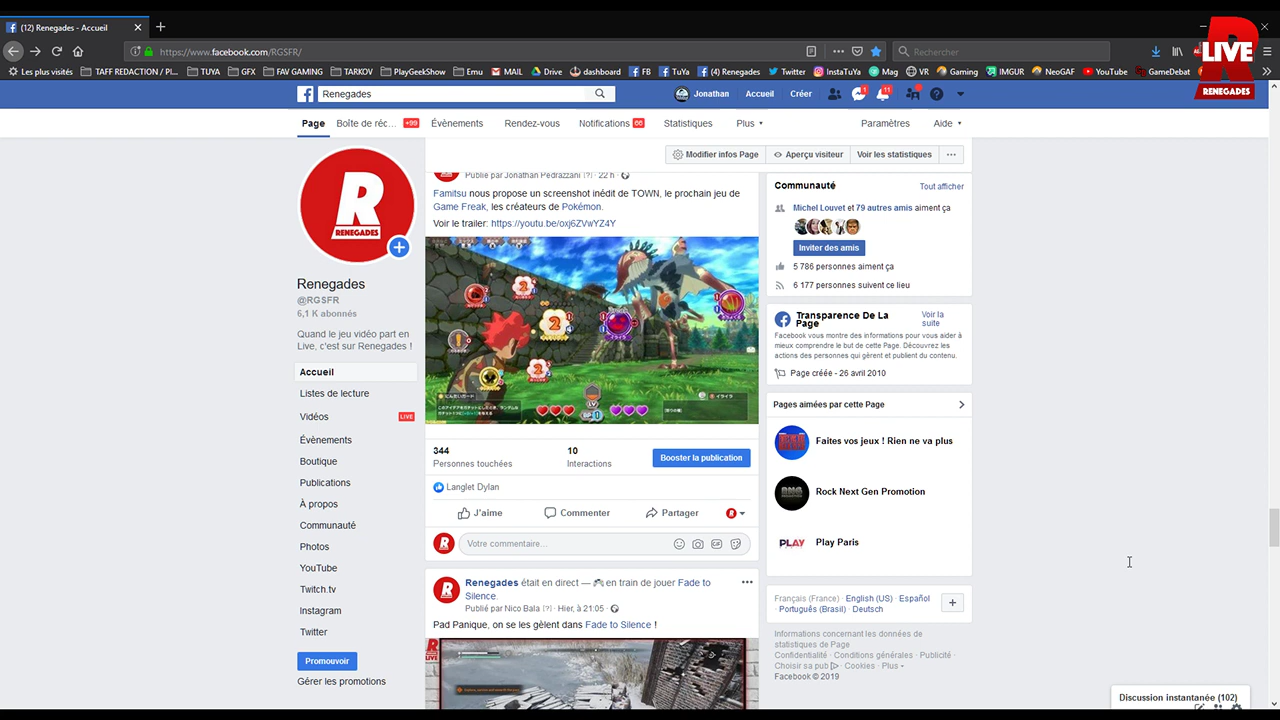 (12) Renegades - Accueil
https://www.facebook.com/RGSFR/
Rechercher
Les plus visités
TAFF REDACTION / PI...
TUYA
GFX
FAV GAMING
TARKOV
PlayGeekShow
Emu
MAIL
Drive
dashboard
FB
TuYa
(4) Renegades
Twitter
InstaTuYa
Mag
VR
Gaming
IMGUR
NeoGAF
YouTube
GameDebat
R
LIVE
RENEGADES
Renegades
Jonathan
Accueil
Créer
1
11
Page
Boîte de réc...
+99
Évènements
Rendez-vous
Notifications
66
Statistiques
Plus
Paramètres
Aide
Modifier infos Page
Aperçu visiteur
Voir les statistiques
R
RENEGADES
Renegades
@RGSFR
6,1 K abonnés
Quand le jeu vidéo part en
Live, c'est sur Renegades !
Accueil
Listes de lecture
Vidéos
LIVE
Évènements
Boutique
Publications
À propos
Communauté
Photos
YouTube
Twitch.tv
Instagram
Twitter
Promouvoir
Gérer les promotions
Publié par Jonathan Pedrazzani [?] · 22 h ·
Famitsu nous propose un screenshot inédit de TOWN, le prochain jeu de
Game Freak, les créateurs de Pokémon.
Voir le trailer: https://youtu.be/oxj6ZVwYZ4Y
2
2
2
344
Personnes touchées
10
Interactions
Booster la publication
Langlet Dylan
J'aime
Commenter
Partager
R
R
Votre commentaire...
GIF
R
Renegades était en direct — en train de jouer Fade to
Silence.
Publié par Nico Bala [?] · Hier, à 21:05 ·
Pad Panique, on se les gèlent dans Fade to Silence !
Communauté
Tout afficher
Michel Louvet et 79 autres amis aiment ça
Inviter des amis
5 786 personnes aiment ça
6 177 personnes suivent ce lieu
Transparence De La
Page
Voir la
suite
Facebook vous montre des informations pour vous aider à
mieux comprendre le but de cette Page. Découvrez les
actions des personnes qui gèrent et publient du contenu.
Page créée - 26 avril 2010
Pages aimées par cette Page
Faites vos jeux ! Rien ne va plus
Rock Next Gen Promotion
PLAY
Play Paris
Français (France) · English (US) · Español
· Português (Brasil) · Deutsch
Informations concernant les données de
statistiques de Page
Confidentialité · Conditions générales · Publicité ·
Choisir sa pub · Cookies · Plus
Facebook © 2019
Discussion instantanée (102)